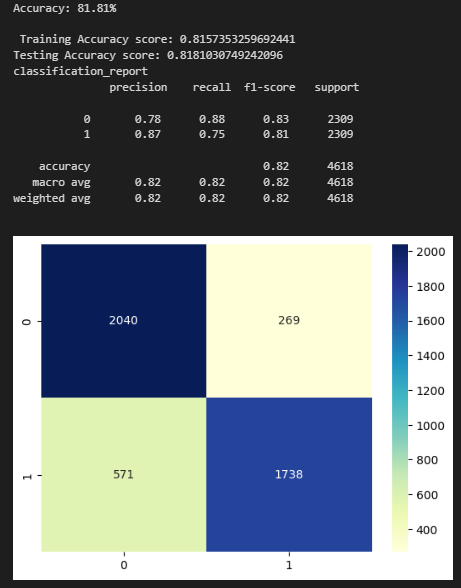 Accuracy: 81.81%
Training Accuracy score: 0.8157353259692441
Testing Accuracy score: 0.8181030749242096
classification_report
precision recall f1-score support
0 0.78 0.88 0.83 2309
1 0.87 0.75 0.81 2309
accuracy 0.82 4618
macro avg 0.82 0.82 0.82 4618
weighted avg 0.82 0.82 0.82 4618
0 2040 269
1 571 1738
0 1
2000
1800
1600
1400
1200
1000
800
600
400